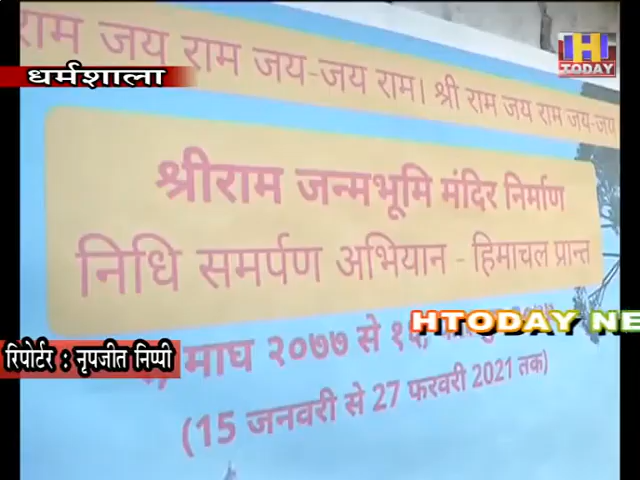 राम जय राम जय-जय राम। श्री राम जय राम जय-जय
H
TODAY
धर्मशाला
श्रीराम जन्मभूमि मंदिर निर्माण
निधि समर्पण अभियान - हिमाचल प्रान्त
HTODAY NE
माघ २०७७ से
रिपोर्टर : नृपजीत निप्पी
(15 जनवरी से 27 फरवरी 2021 तक)